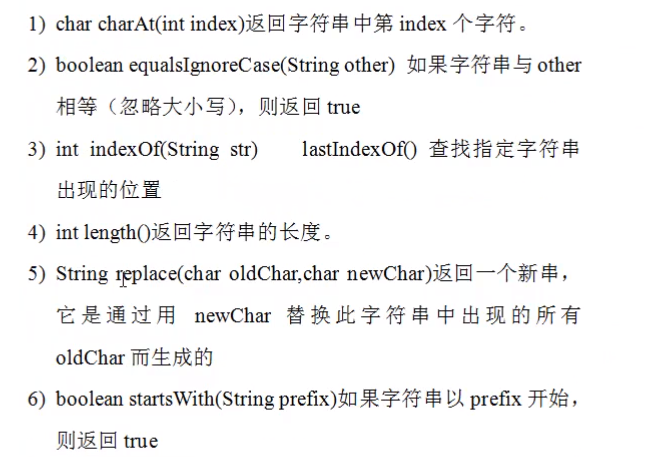 1) char charAt(int index)返回字符串中第 index 个字符。
2) boolean equalsIgnoreCase(String other) 如果字符串与 other
相等（忽略大小写），则返回 true
3) int indexOf(String str) lastIndexOf() 查找指定字符串
出现的位置
4) int length()返回字符串的长度。
5) String replace(char oldChar,char newChar)返回一个新串，
它是通过用 newChar 替换此字符串中出现的所有
oldChar 而生成的
6) boolean startsWith(String prefix)如果字符串以 prefix 开始，
则返回 true